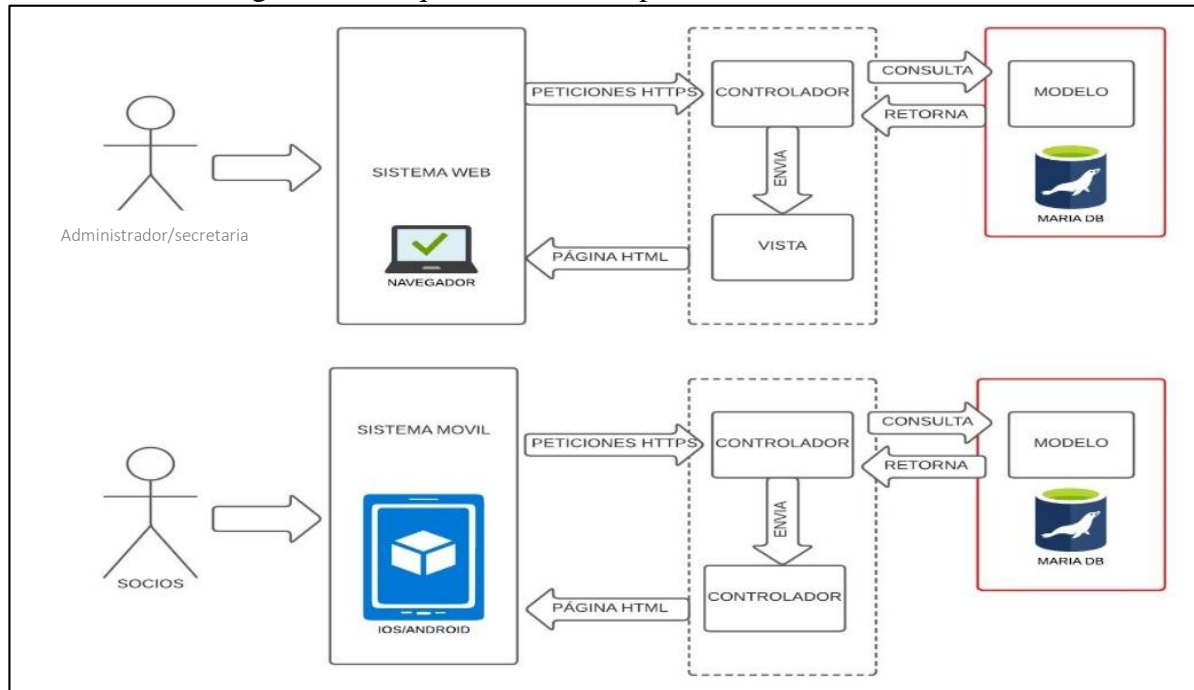 PETICIONES HTTPS
CONTROLADOR
CONSULTA
RETORNA
MODELO
SISTEMA WEB
ENVIA
MARIA DB
Administrador/secretaria
NAVEGADOR
PÁGINA HTML
VISTA
SISTEMA MOVIL
PETICIONES HTTPS
CONTROLADOR
CONSULTA
RETORNA
MODELO
ENVIA
MARIA DB
SOCIOS
IOS/ANDROID
PÁGINA HTML
CONTROLADOR